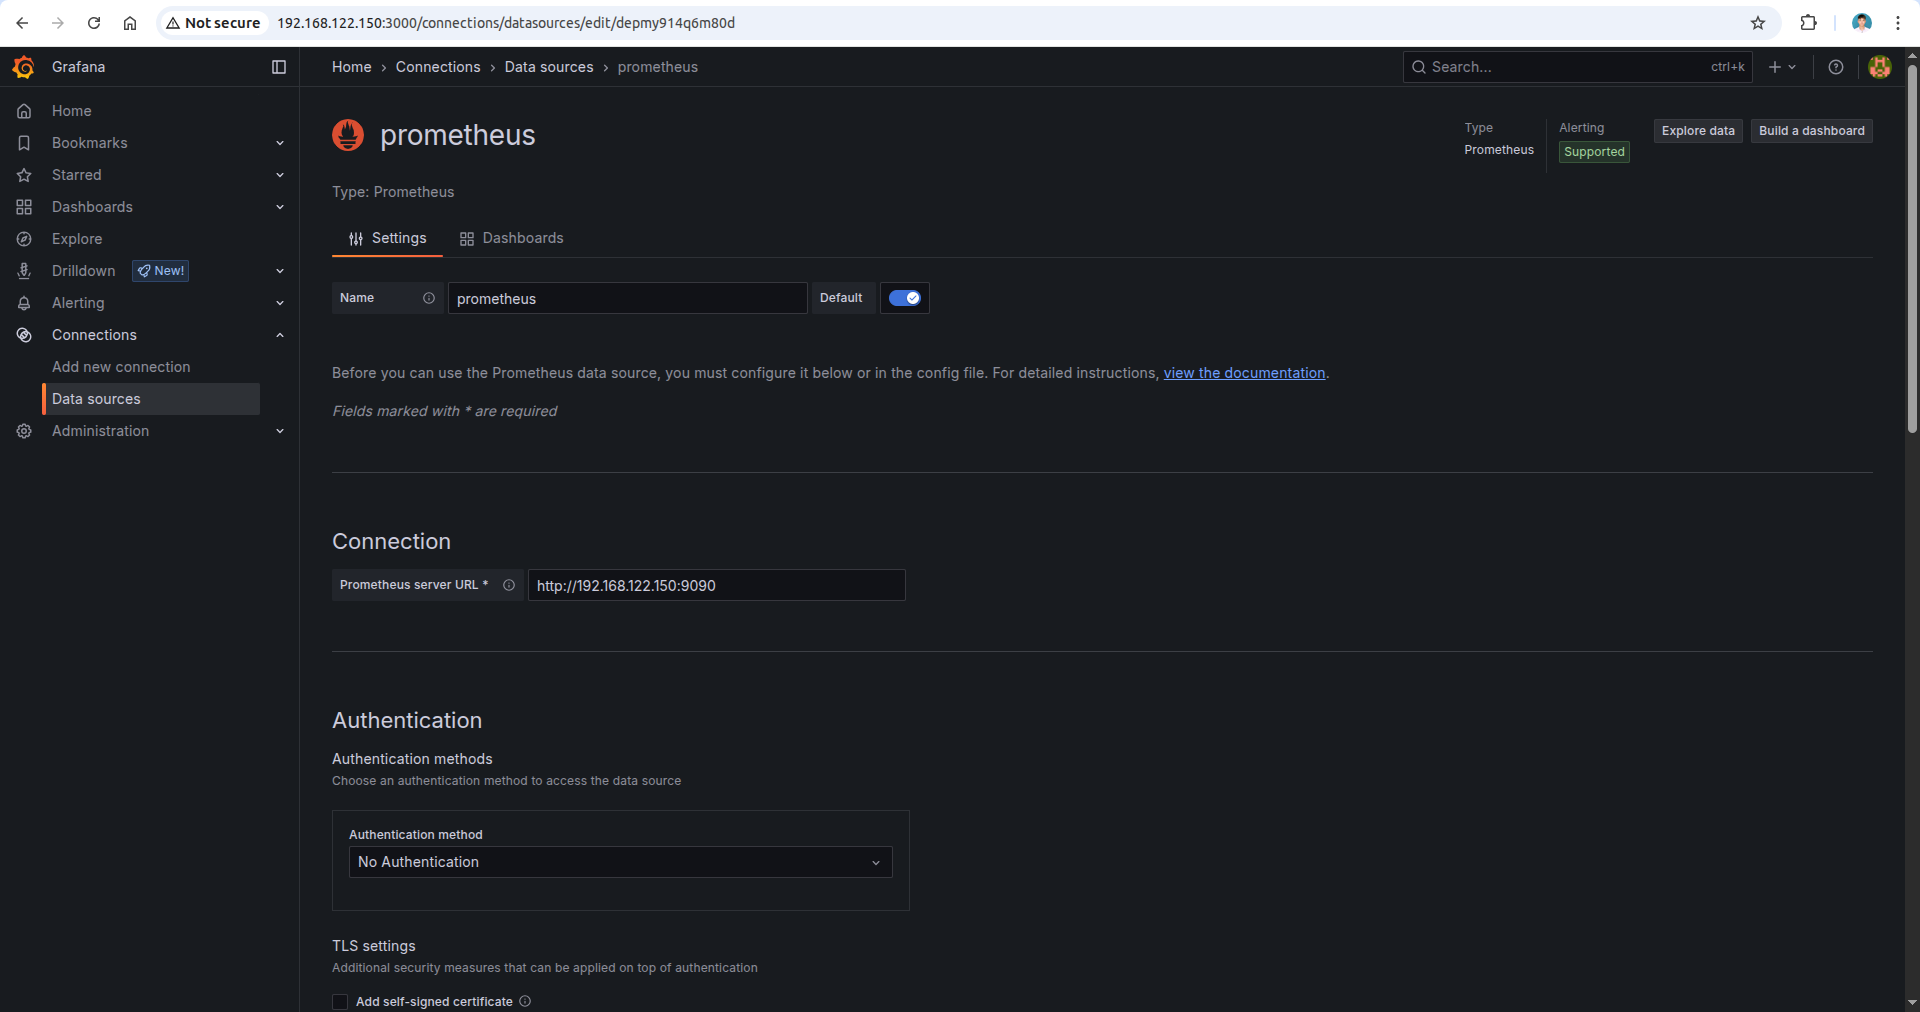 Not secure 192.168.122.150:3000/connections/datasources/edit/depmy914q6m80d
Grafana
Home › Connections › Data sources › prometheus
Search... ctrl+k
Home
Bookmarks
Starred
Dashboards
Explore
Drilldown New!
Alerting
Connections
Add new connection
Data sources
Administration
prometheus
Type
Prometheus
Alerting
Supported
Explore data
Build a dashboard
Type: Prometheus
Settings Dashboards
Name prometheus Default
Before you can use the Prometheus data source, you must configure it below or in the config file. For detailed instructions, view the documentation.
Fields marked with * are required
Connection
Prometheus server URL * http://192.168.122.150:9090
Authentication
Authentication methods
Choose an authentication method to access the data source
Authentication method
No Authentication
TLS settings
Additional security measures that can be applied on top of authentication
Add self-signed certificate